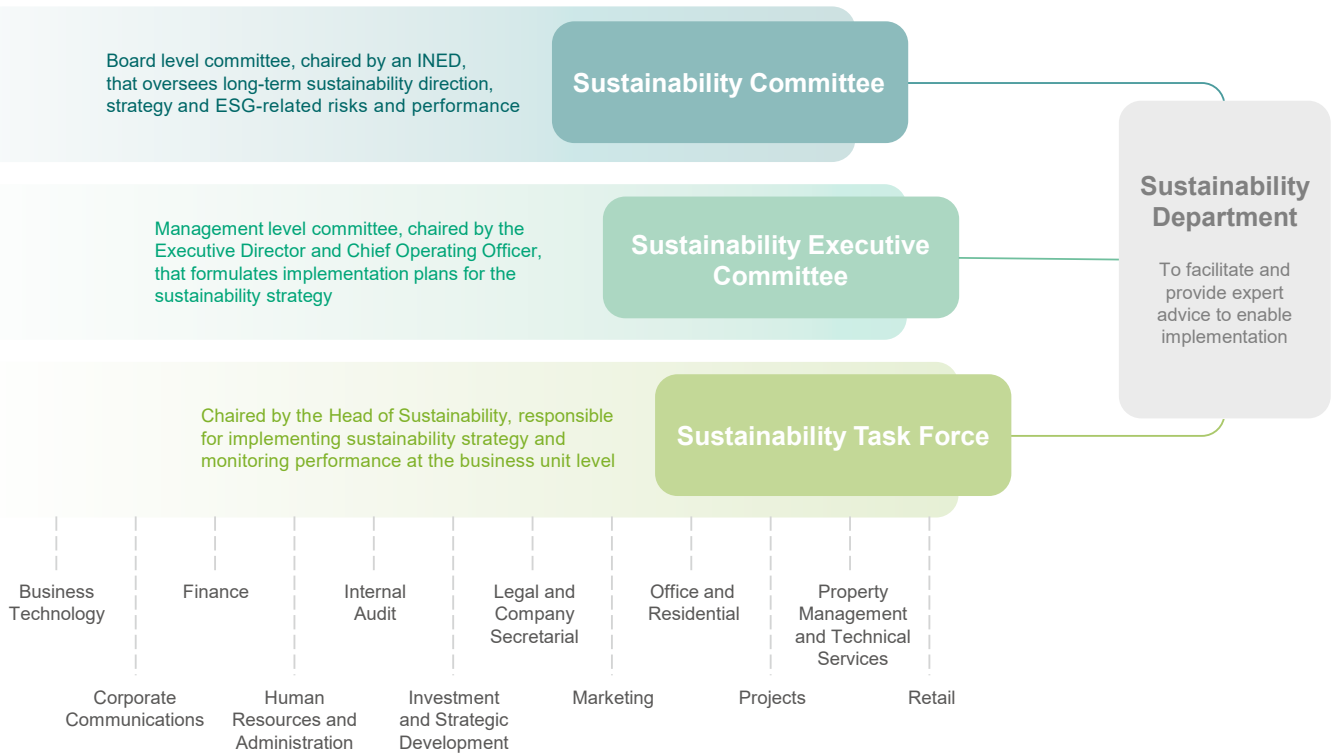 Board level committee, chaired by an INED,
that oversees long-term sustainability direction,
strategy and ESG-related risks and performance
Sustainability Committee
Management level committee, chaired by the
Executive Director and Chief Operating Officer,
that formulates implementation plans for the
sustainability strategy
Sustainability Executive
Committee
Chaired by the Head of Sustainability, responsible
for implementing sustainability strategy and
monitoring performance at the business unit level
Sustainability Task Force
Sustainability
Department
To facilitate and
provide expert
advice to enable
implementation
Business
Technology
Corporate
Communications
Finance
Human
Resources and
Administration
Internal
Audit
Investment
and Strategic
Development
Legal and
Company
Secretarial
Marketing
Office and
Residential
Projects
Property
Management
and Technical
Services
Retail